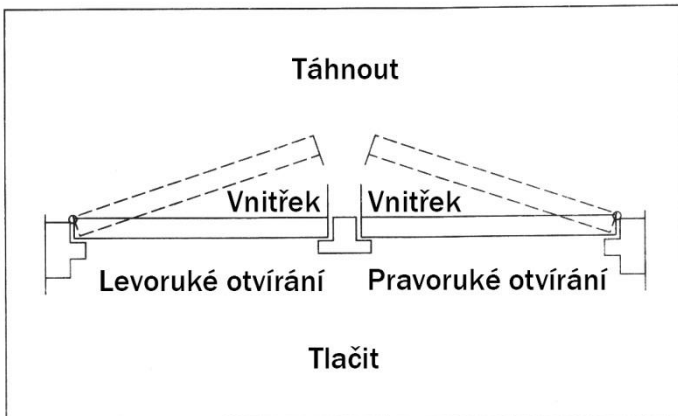 Táhnout
Vnitřek Vnitřek
Levoruké otvírání Pravoruké otvírání
Tlačit